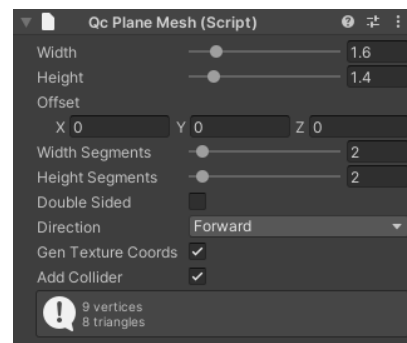 Qc Plane Mesh (Script)
Width 1.6
Height 1.4
Offset
X 0 Y 0 Z 0
Width Segments 2
Height Segments 2
Double Sided
Direction Forward
Gen Texture Coords
Add Collider
9 vertices
8 triangles